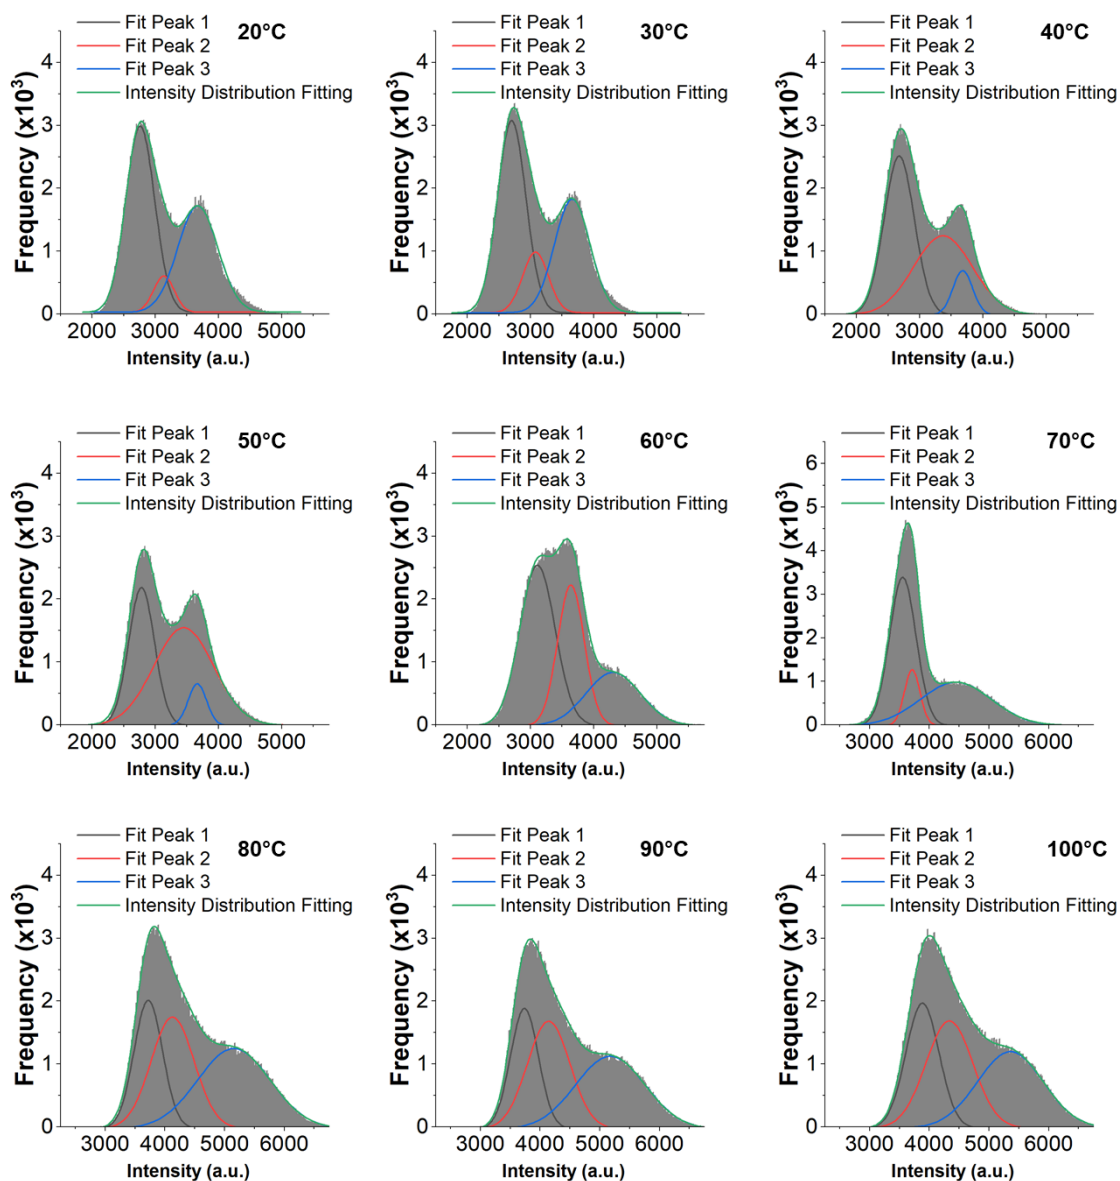 Fit Peak 1
20°C
Fit Peak 2
Fit Peak 3
Intensity Distribution Fitting
4
3
2
1
0
Frequency (x10³)
2000 3000 4000 5000
Intensity (a.u.)
Fit Peak 1
30°C
Fit Peak 2
Fit Peak 3
Intensity Distribution Fitting
4
3
2
1
0
Frequency (x10³)
2000 3000 4000 5000
Intensity (a.u.)
Fit Peak 1
40°C
Fit Peak 2
Fit Peak 3
Intensity Distribution Fitting
4
3
2
1
0
Frequency (x10³)
2000 3000 4000 5000
Intensity (a.u.)
Fit Peak 1
50°C
Fit Peak 2
Fit Peak 3
Intensity Distribution Fitting
4
3
2
1
0
Frequency (x10³)
2000 3000 4000 5000
Intensity (a.u.)
Fit Peak 1
60°C
Fit Peak 2
Fit Peak 3
Intensity Distribution Fitting
4
3
2
1
0
Frequency (x10³)
2000 3000 4000 5000
Intensity (a.u.)
Fit Peak 1
70°C
Fit Peak 2
Fit Peak 3
Intensity Distribution Fitting
6
5
4
3
2
1
0
Frequency (x10³)
3000 4000 5000 6000
Intensity (a.u.)
Fit Peak 1
80°C
Fit Peak 2
Fit Peak 3
Intensity Distribution Fitting
4
3
2
1
0
Frequency (x10³)
3000 4000 5000 6000
Intensity (a.u.)
Fit Peak 1
90°C
Fit Peak 2
Fit Peak 3
Intensity Distribution Fitting
4
3
2
1
0
Frequency (x10³)
3000 4000 5000 6000
Intensity (a.u.)
Fit Peak 1
100°C
Fit Peak 2
Fit Peak 3
Intensity Distribution Fitting
4
3
2
1
0
Frequency (x10³)
3000 4000 5000 6000
Intensity (a.u.)